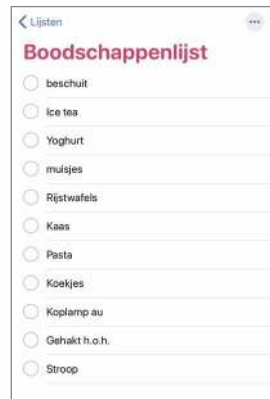 Lijsten
Boodschappenlijst
beschuit
Ice tea
Yoghurt
muisjes
Rijstwafels
Kaas
Pasta
Koekjes
Koplamp au
Gehakt h.o.h.
Stroop